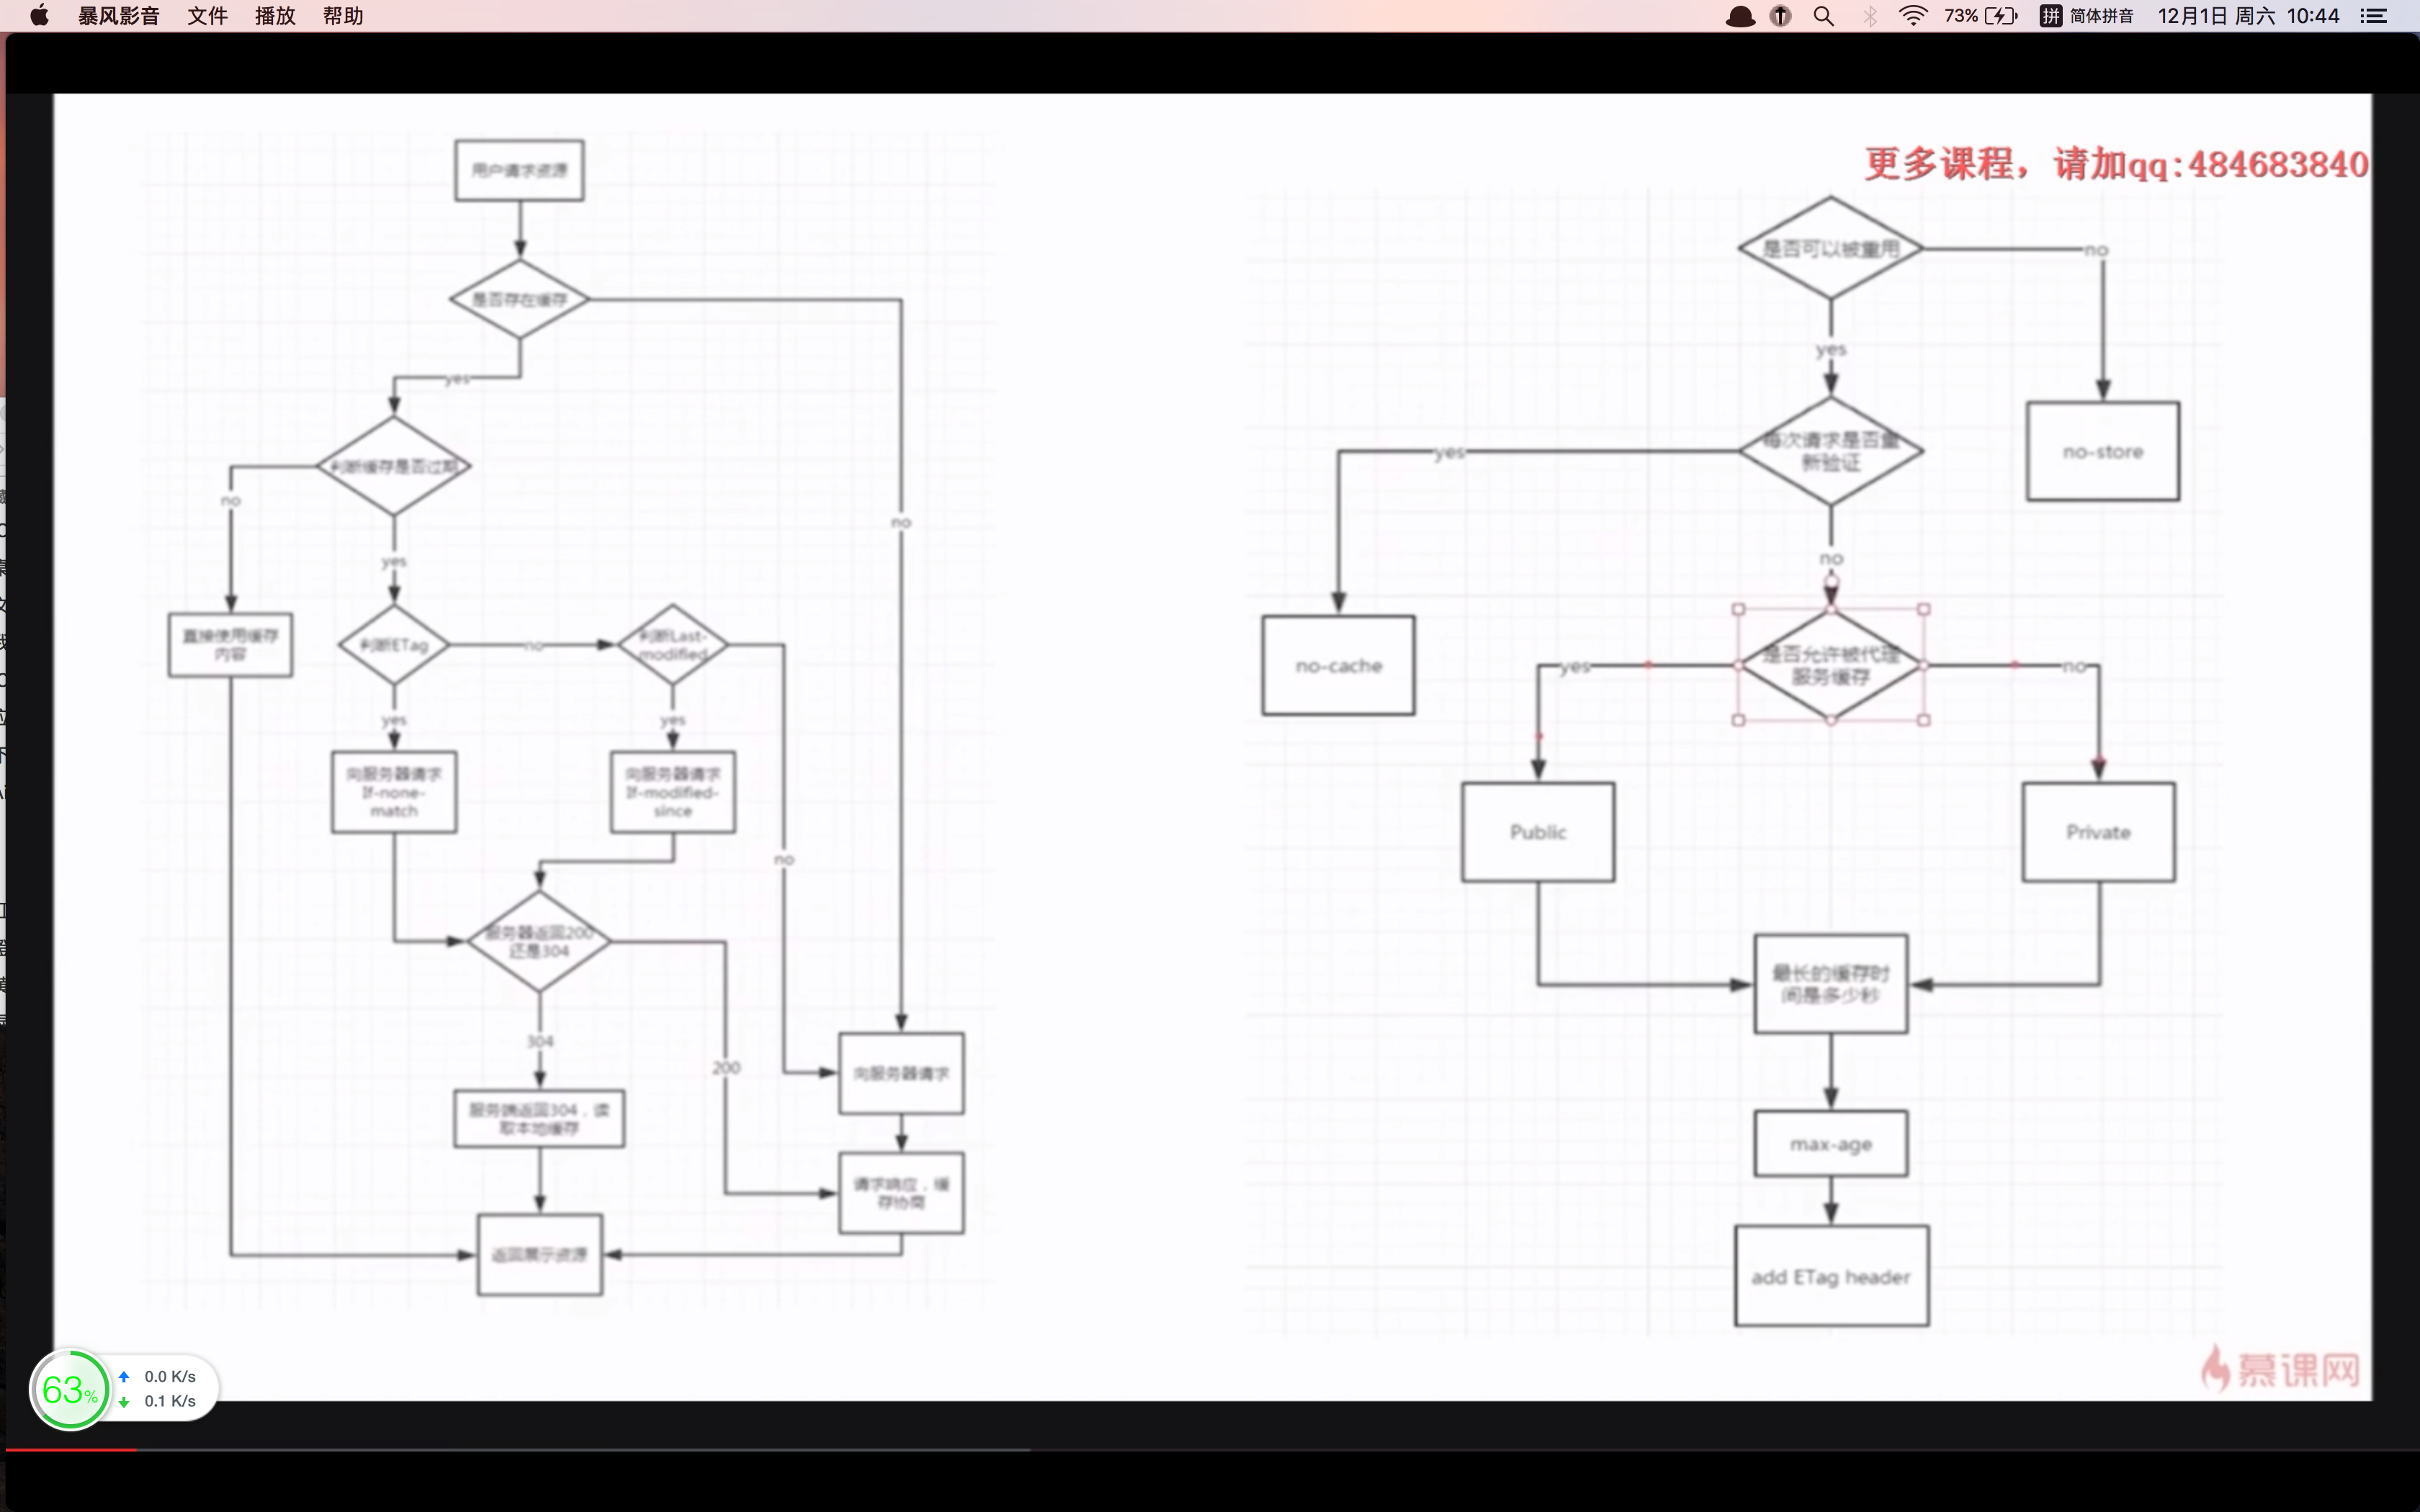 暴风影音 文件 播放 帮助
73% 拼 简体拼音 12月1日 周六 10:44
更多课程，请加qq:484683840
用户请求资源
是否存在缓存
yes
no
判断缓存是否过期
no
yes
直接使用缓存
内容
判断ETag
no
判断Last-
modified
yes
yes
no
向服务器请求
If-none-
match
向服务器请求
If-modified-
since
服务器返回200
还是304
304
200
向服务器请求
服务端返回304，读
取本地缓存
请求响应，缓
存协商
返回展示资源
是否可以被重用
no
yes
每次请求是否重
新验证
yes
no-store
no
no-cache
是否允许被代理
服务缓存
yes
no
Public
Private
最长的缓存时
间是多少秒
max-age
add ETag header
慕课网
63%
0.0 K/s
0.1 K/s